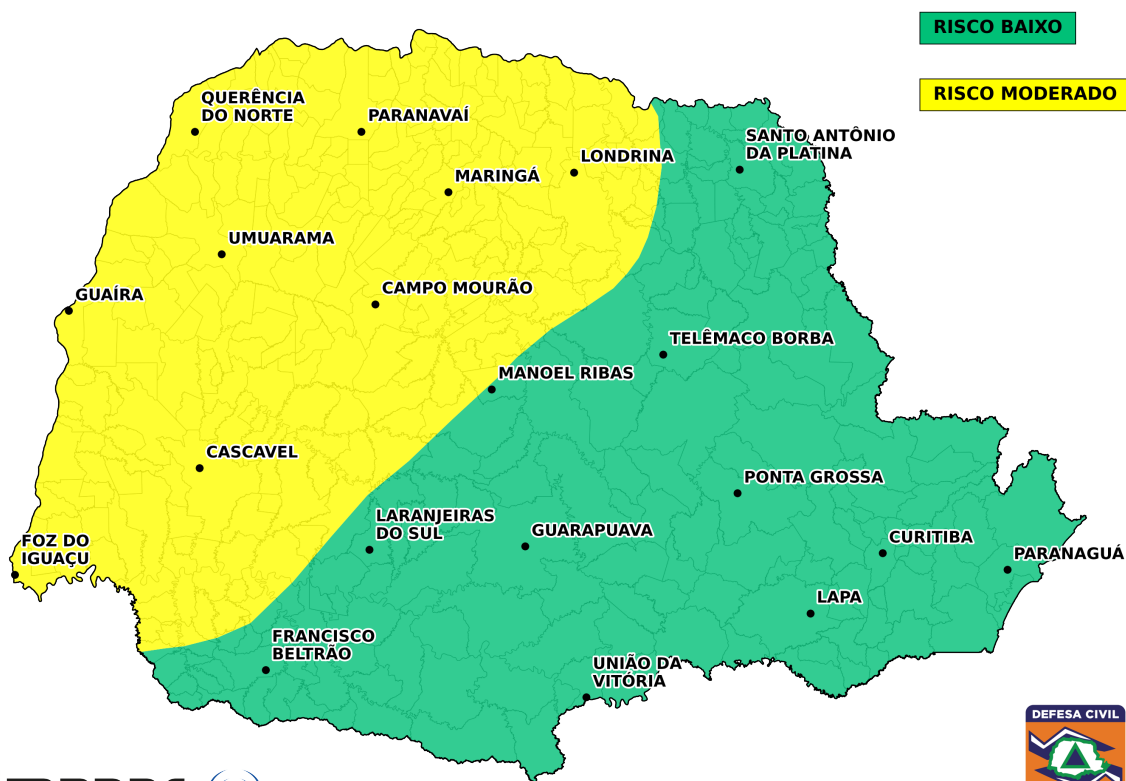 RISCO BAIXO
RISCO MODERADO
QUERÊNCIA
DO NORTE
PARANAVAÍ
SANTO ANTÔNIO
DA PLATINA
LONDRINA
MARINGÁ
UMUARAMA
CAMPO MOURÃO
GUAÍRA
TELÊMACO BORBA
MANOEL RIBAS
CASCAVEL
PONTA GROSSA
LARANJEIRAS
DO SUL
GUARAPUAVA
CURITIBA
FOZ DO
IGUAÇU
PARANAGUÁ
LAPA
FRANCISCO
BELTRÃO
UNIÃO DA
VITÓRIA
DEFESA CIVIL